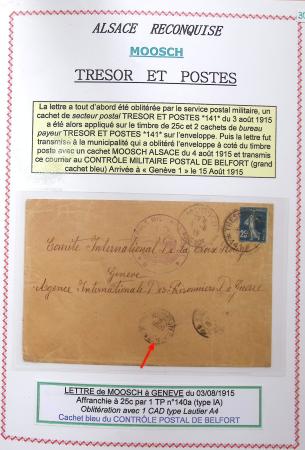 ALSACE RECONQUISE
MOOSCH
TRESOR ET POSTES
La lettre a tout d'abord été oblitérée par le service postal militaire, un
cachet de secteur postal TRESOR ET POSTES *141* du 3 août 1915
a été alors appliqué sur le timbre de 25c et 2 cachets de bureau
payeur TRESOR ET POSTES *141* sur l'enveloppe. Puis la lettre fut
transmise à la municipalité qui a oblitéré l'enveloppe à coté du timbre
poste avec un cachet MOOSCH ALSACE du 4 août 1915 et transmis
ce courrier au CONTRÔLE MILITAIRE POSTAL DE BELFORT (grand
cachet bleu) Arrivée à « Genève 1 » le 15 Août 1915
Comité International De la Croix Rouge
Genève
Agence Internationale Des Prisonniers De Guerre
LETTRE de MOOSCH à GENEVE du 03/08/1915
Affranchie à 25c par 1 TP n°140a (type IA)
Oblitération avec 1 CAD type Lautier A4
Cachet bleu du CONTRÔLE POSTAL DE BELFORT